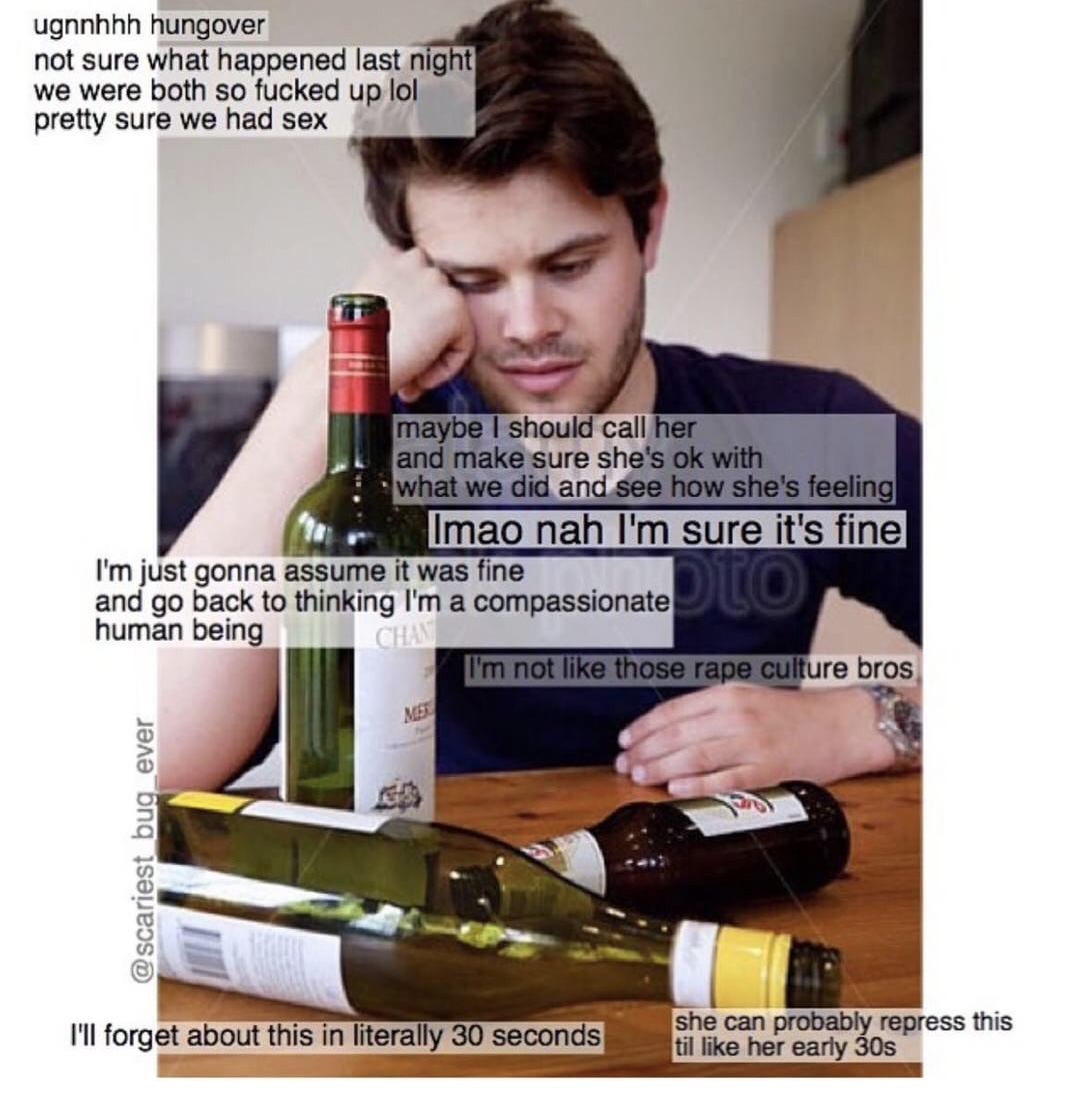 ugnnhhh hungover
not sure what happened last night
we were both so fucked up lol
pretty sure we had sex
maybe I should call her
and make sure she's ok with
what we did and see how she's feeling
lmao nah I'm sure it's fine
I'm just gonna assume it was fine
and go back to thinking I'm a compassionate
human being
photo
CHAN
I'm not like those rape culture bros
MER
@scariest_bug_ever
I'll forget about this in literally 30 seconds
she can probably repress this
til like her early 30s